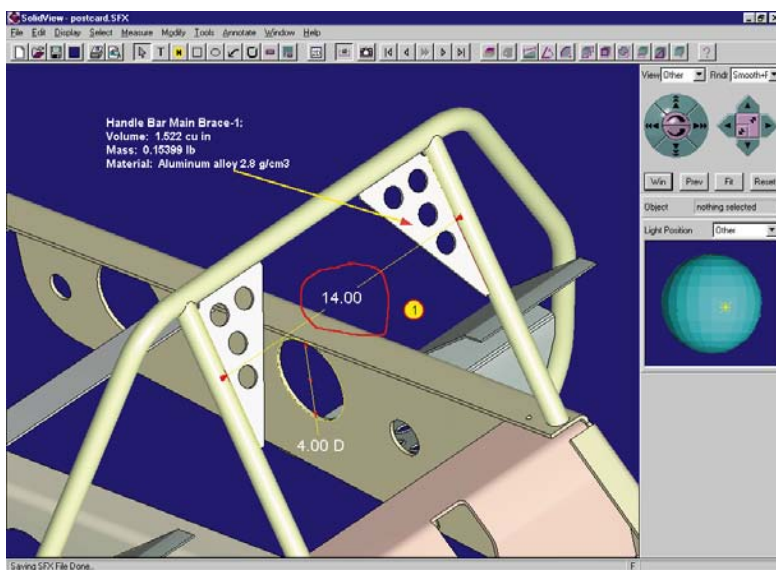 SolidView - postcard.SFX
File Edit Display Select Measure Modify Tools Annotate Window Help
T
?
View Other Rndr Smooth+F
Handle Bar Main Brace-1:
Volume: 1.522 cu in
Mass: 0.15399 lb
Material: Aluminum alloy 2.8 g/cm3
Win Prev Fit Reset
Object nothing selected
Light Position Other
14.00
1
4.00 D
Saving SFX File Done.. F